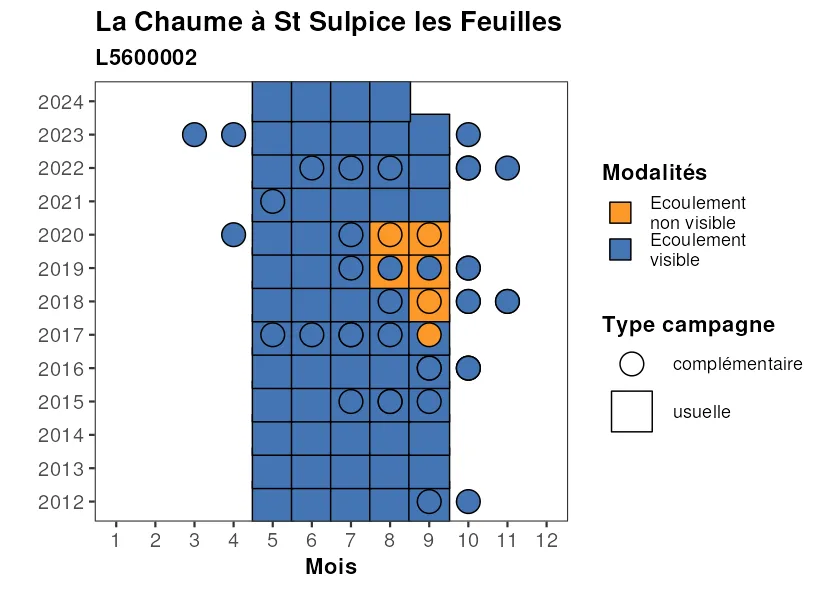 La Chaume à St Sulpice les Feuilles
L5600002
2024
2023
2022
2021
2020
2019
2018
2017
2016
2015
2014
2013
2012
1 2 3 4 5 6 7 8 9 10 11 12
Mois
Modalités
Ecoulement
non visible
Ecoulement
visible
Type campagne
complémentaire
usuelle